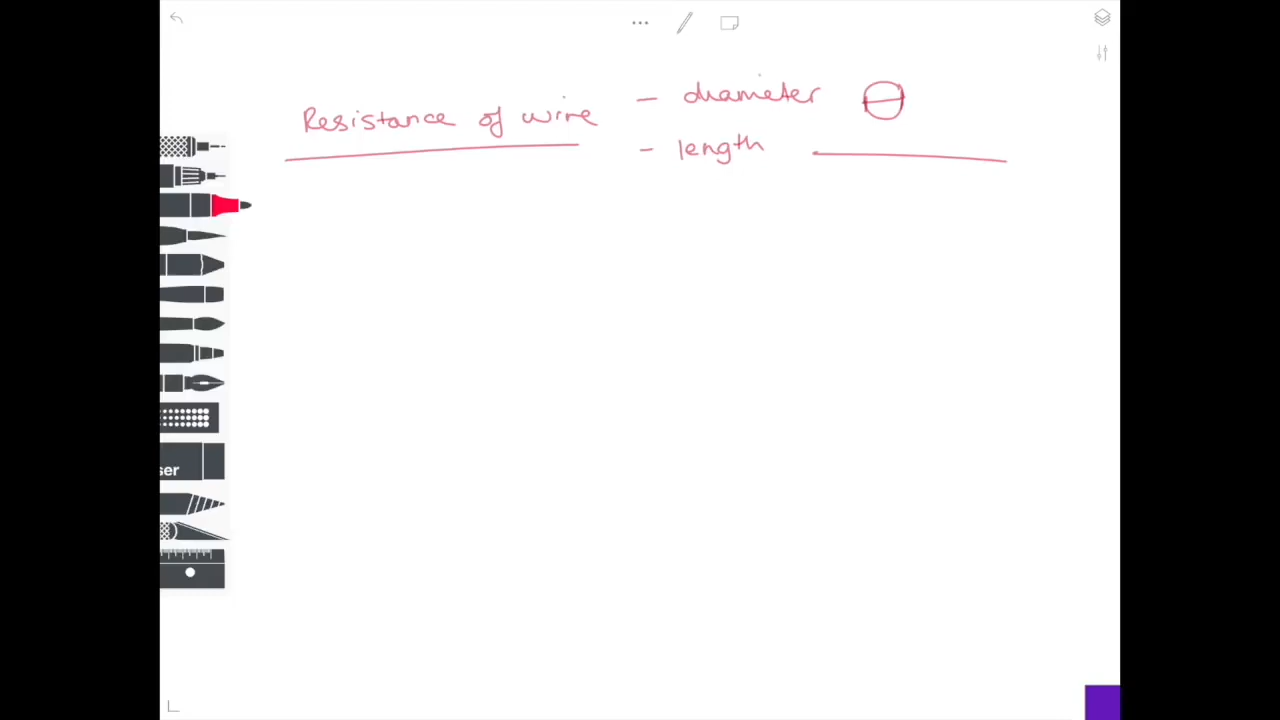 Resistance of wire
- diameter
- length
ser